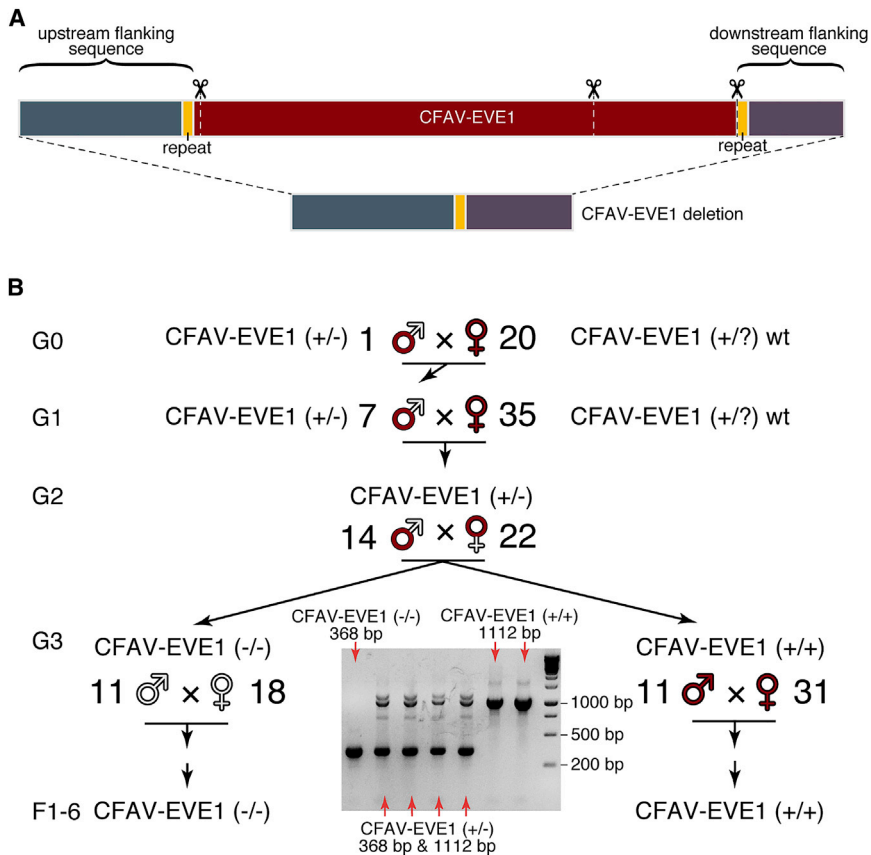 A
upstream flanking
sequence
downstream flanking
sequence
CFAV-EVE1
repeat
repeat
CFAV-EVE1 deletion
B
G0 CFAV-EVE1 (+/-) 1 ♂ × ♀ 20 CFAV-EVE1 (+/?) wt
G1 CFAV-EVE1 (+/-) 7 ♂ × ♀ 35 CFAV-EVE1 (+/?) wt
G2 CFAV-EVE1 (+/-)
14 ♂ × ♀ 22
G3 CFAV-EVE1 (-/-)
11 ♂ × ♀ 18
CFAV-EVE1 (-/-)
368 bp
CFAV-EVE1 (+/+)
1112 bp
1000 bp
500 bp
200 bp
CFAV-EVE1 (+/-)
368 bp & 1112 bp
CFAV-EVE1 (+/+)
11 ♂ × ♀ 31
F1-6 CFAV-EVE1 (-/-)
CFAV-EVE1 (+/+)